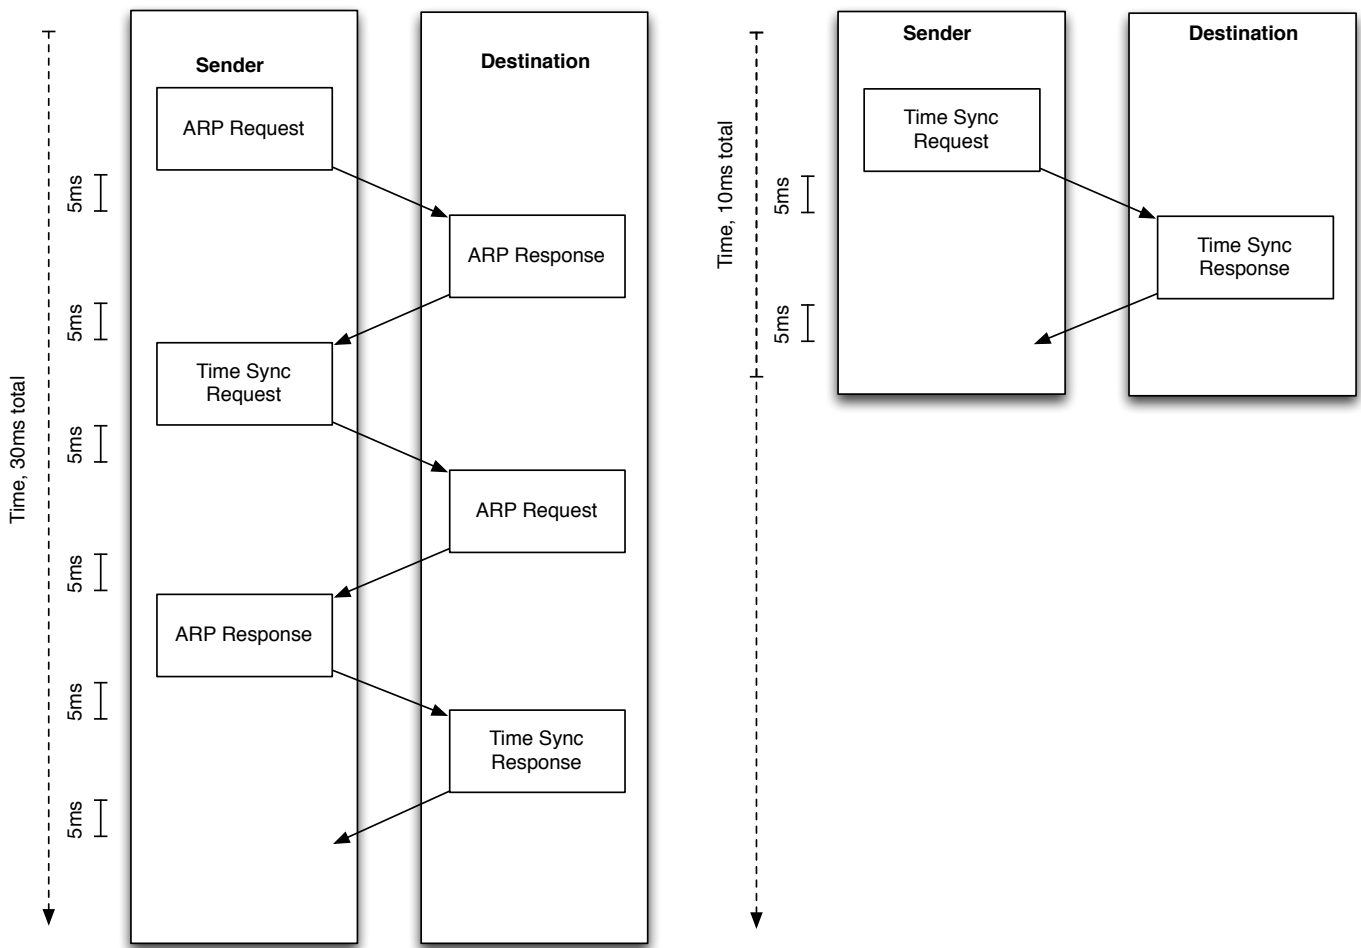 Sender
Destination
ARP Request
5ms
ARP Response
5ms
Time Sync
Request
5ms
ARP Request
5ms
ARP Response
5ms
Time Sync
Response
5ms
Time, 30ms total
Sender
Destination
Time Sync
Request
5ms
Time Sync
Response
5ms
Time, 10ms total